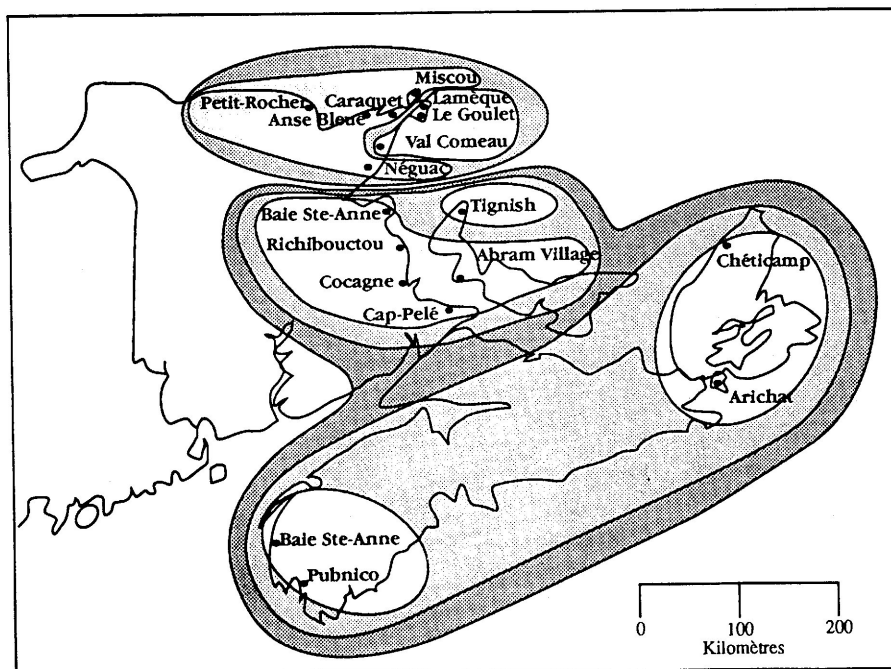 Miscou
Petit-Rocher
Caraquet
Lamèque
Anse Bleue
Le Goulet
Val Comeau
Néguac
Baie Ste-Anne
Tignish
Richibouctou
Abram Village
Chéticamp
Cocagne
Cap-Pelé
Arichat
Baie Ste-Anne
Pubnico
0 100 200
Kilomètres